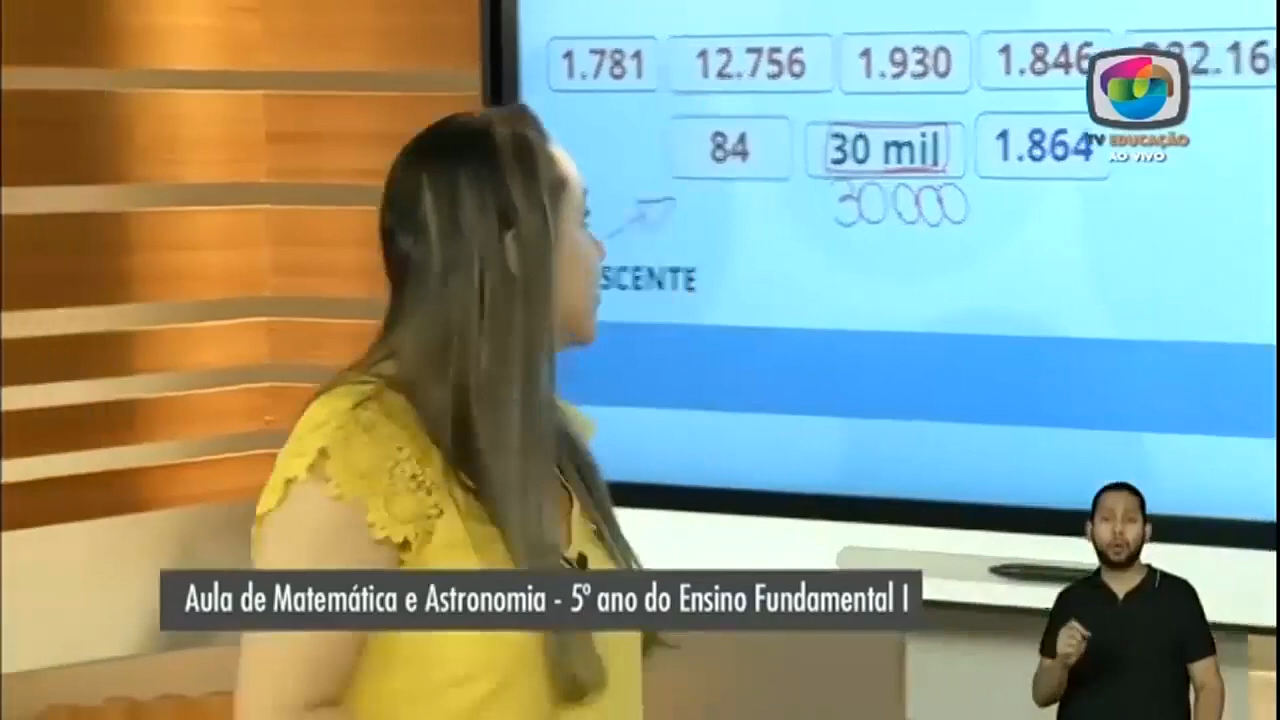 1.781 12.756 1.930 1.846
84 30 mil 1.864
30000
SCENTE
TV EDUCAÇÃO
AO VIVO
Aula de Matemática e Astronomia - 5º ano do Ensino Fundamental I